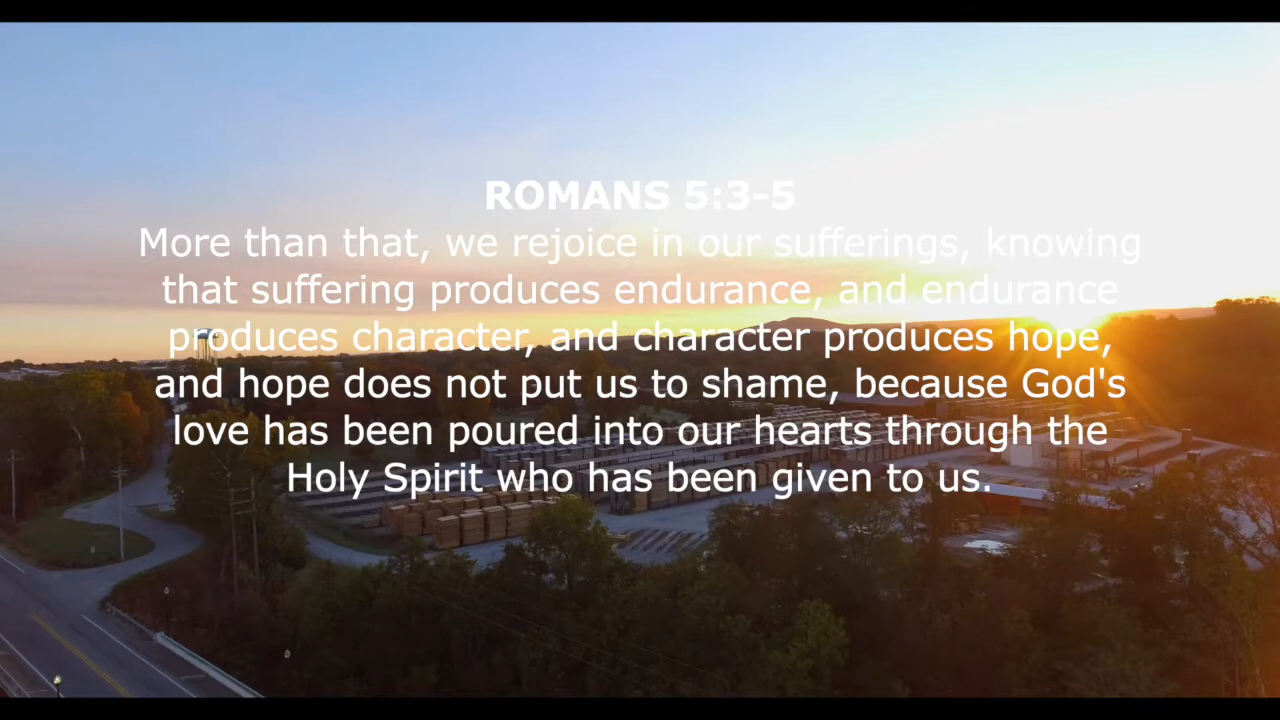 ROMANS 5:3-5
More than that, we rejoice in our sufferings, knowing
that suffering produces endurance, and endurance
produces character, and character produces hope,
and hope does not put us to shame, because God's
love has been poured into our hearts through the
Holy Spirit who has been given to us.